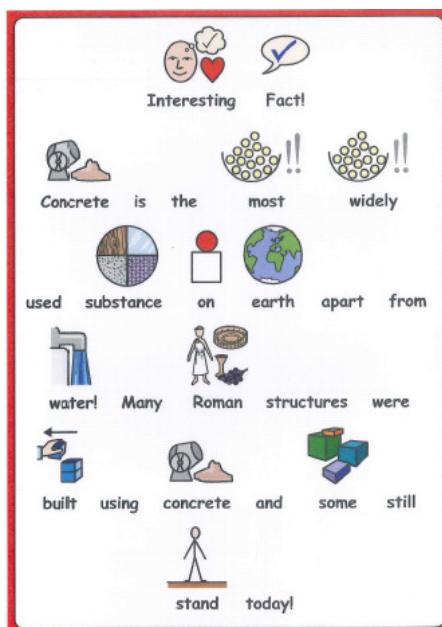 Interesting Fact!
Concrete is the most widely
used substance on earth apart from
water! Many Roman structures were
built using concrete and some still
stand today!